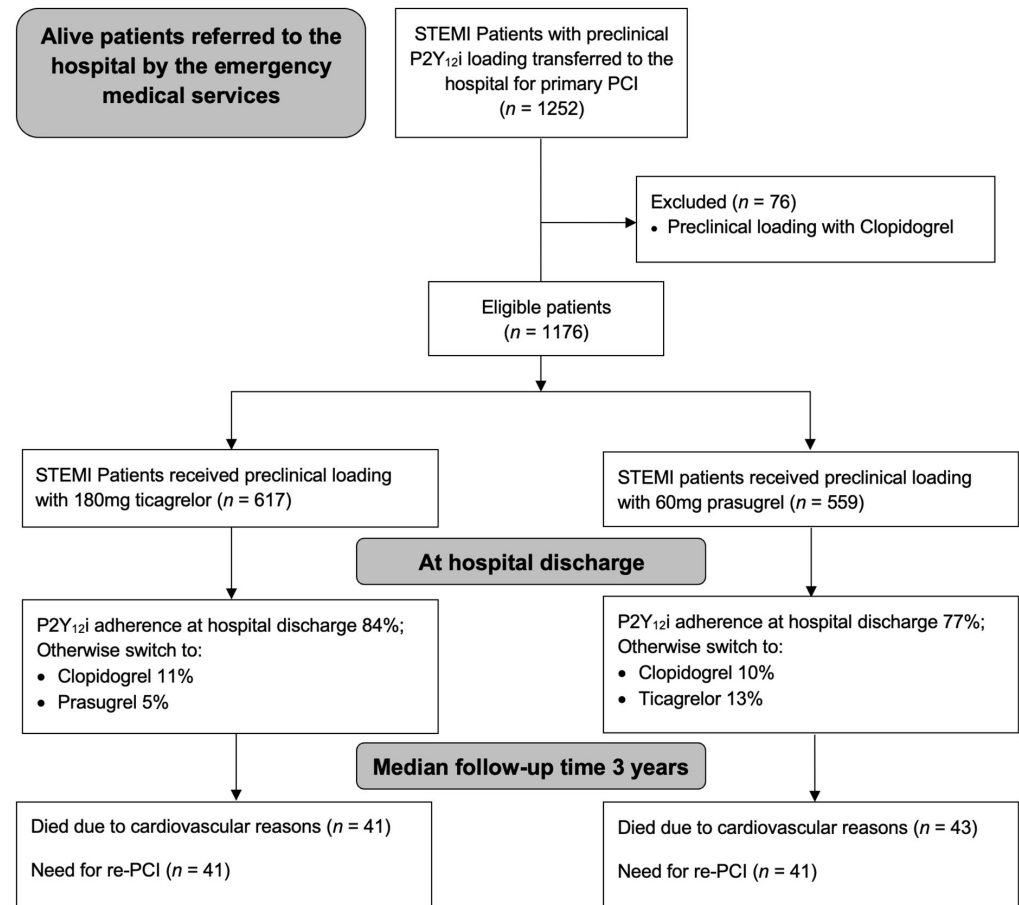 Alive patients referred to the
hospital by the emergency
medical services
STEMI Patients with preclinical
P2Y₁₂i loading transferred to the
hospital for primary PCI
(n = 1252)
Excluded (n = 76)
• Preclinical loading with Clopidogrel
Eligible patients
(n = 1176)
STEMI Patients received preclinical loading
with 180mg ticagrelor (n = 617)
STEMI patients received preclinical loading
with 60mg prasugrel (n = 559)
At hospital discharge
P2Y₁₂i adherence at hospital discharge 84%;
Otherwise switch to:
• Clopidogrel 11%
• Prasugrel 5%
P2Y₁₂i adherence at hospital discharge 77%;
Otherwise switch to:
• Clopidogrel 10%
• Ticagrelor 13%
Median follow-up time 3 years
Died due to cardiovascular reasons (n = 41)
Need for re-PCI (n = 41)
Died due to cardiovascular reasons (n = 43)
Need for re-PCI (n = 41)